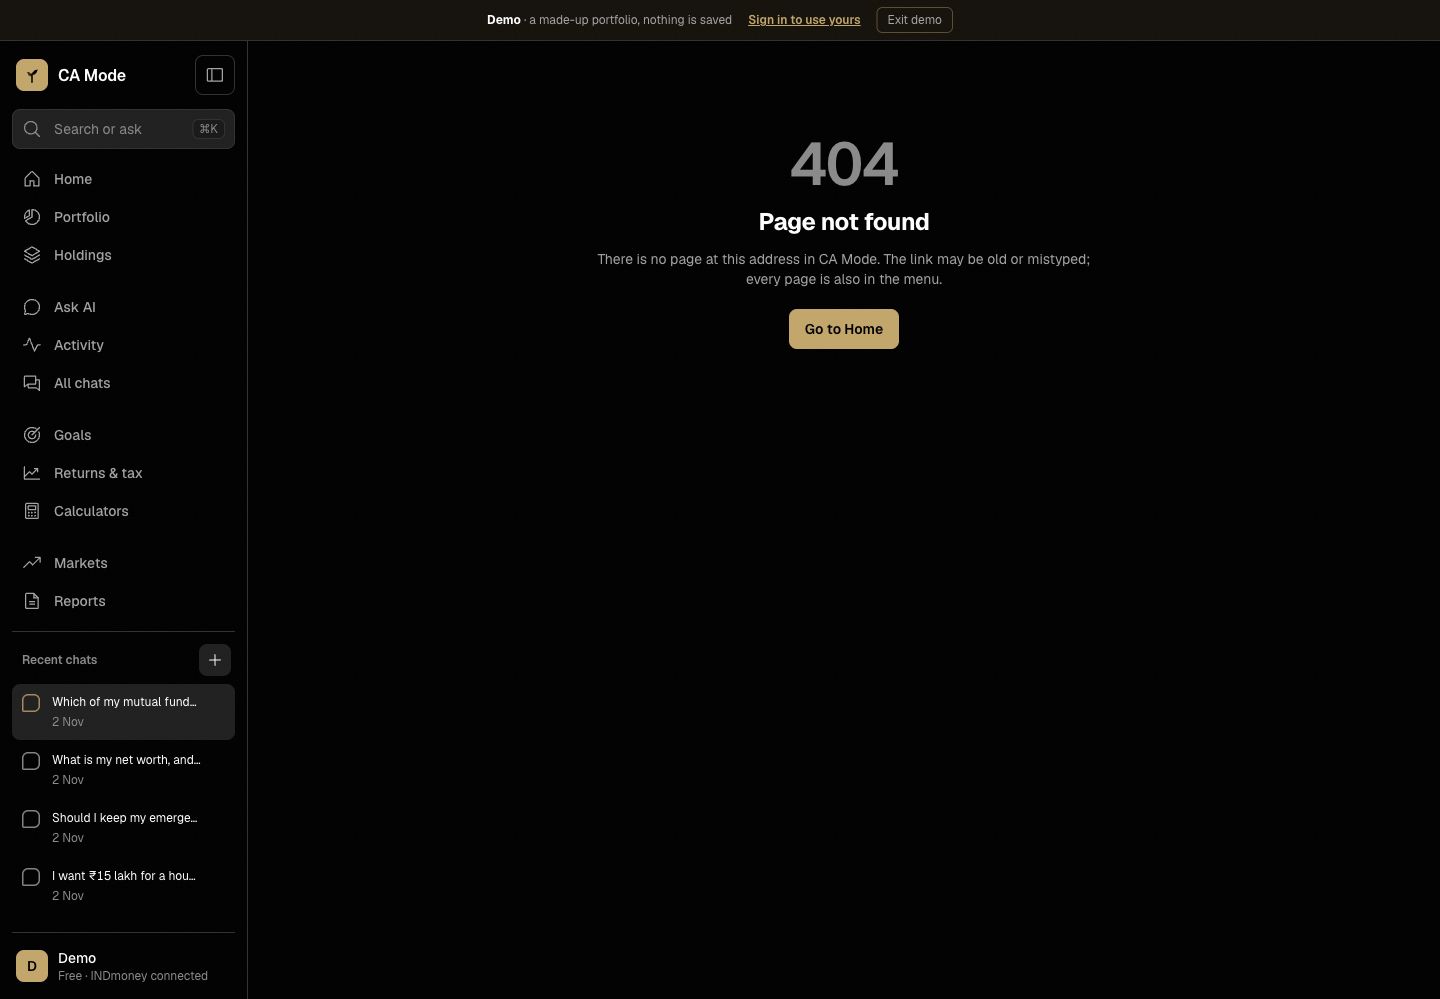 Demo · a made-up portfolio, nothing is saved Sign in to use yours Exit demo
CA Mode
Search or ask ⌘K
Home
Portfolio
Holdings
Ask AI
Activity
All chats
Goals
Returns & tax
Calculators
Markets
Reports
Recent chats
Which of my mutual fund…
2 Nov
What is my net worth, and…
2 Nov
Should I keep my emerge…
2 Nov
I want ₹15 lakh for a hou…
2 Nov
D
Demo
Free · INDmoney connected
404
Page not found
There is no page at this address in CA Mode. The link may be old or mistyped;
every page is also in the menu.
Go to Home